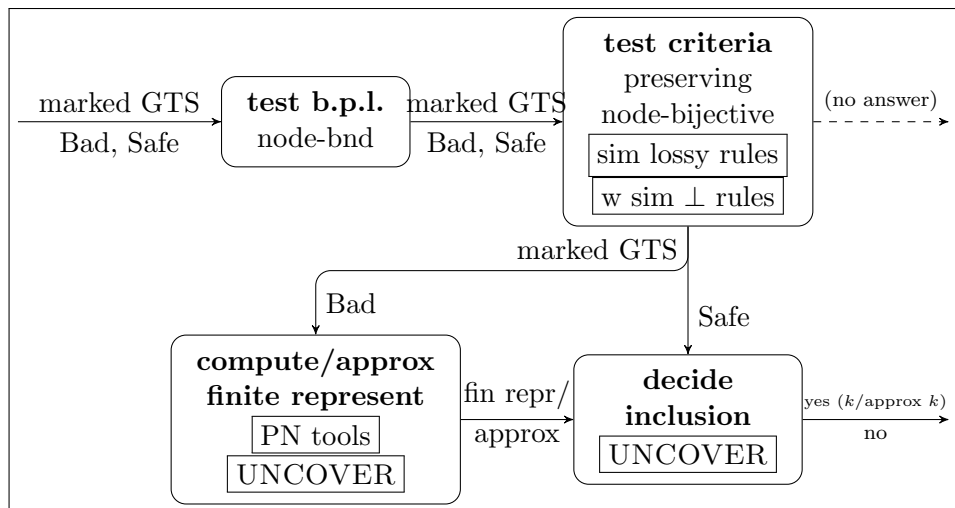 marked GTS
Bad, Safe
test b.p.l.
node-bnd
marked GTS
Bad, Safe
test criteria
preserving
node-bijective
sim lossy rules
w sim ⊥ rules
(no answer)
marked GTS
Bad
Safe
compute/approx
finite represent
PN tools
UNCOVER
fin repr/
approx
decide
inclusion
UNCOVER
yes (k/approx k)
no